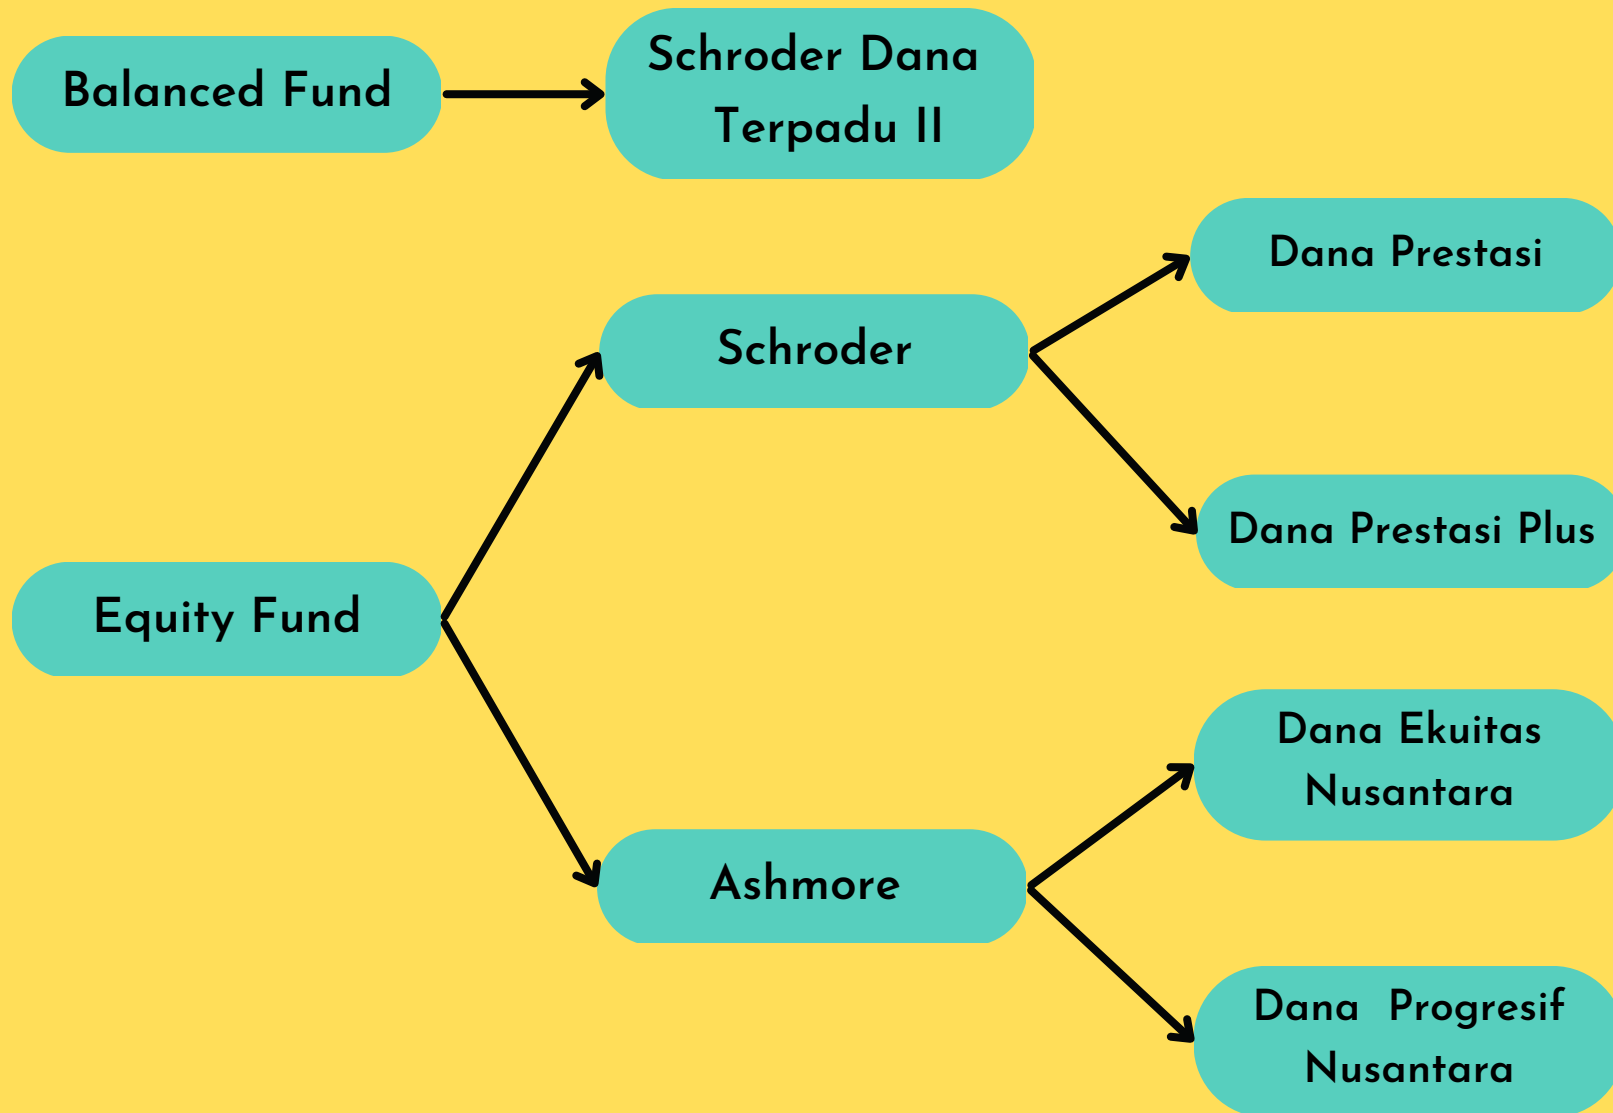 Balanced Fund
Schroder Dana
Terpadu II
Dana Prestasi
Schroder
Dana Prestasi Plus
Equity Fund
Dana Ekuitas
Nusantara
Ashmore
Dana Progresif
Nusantara